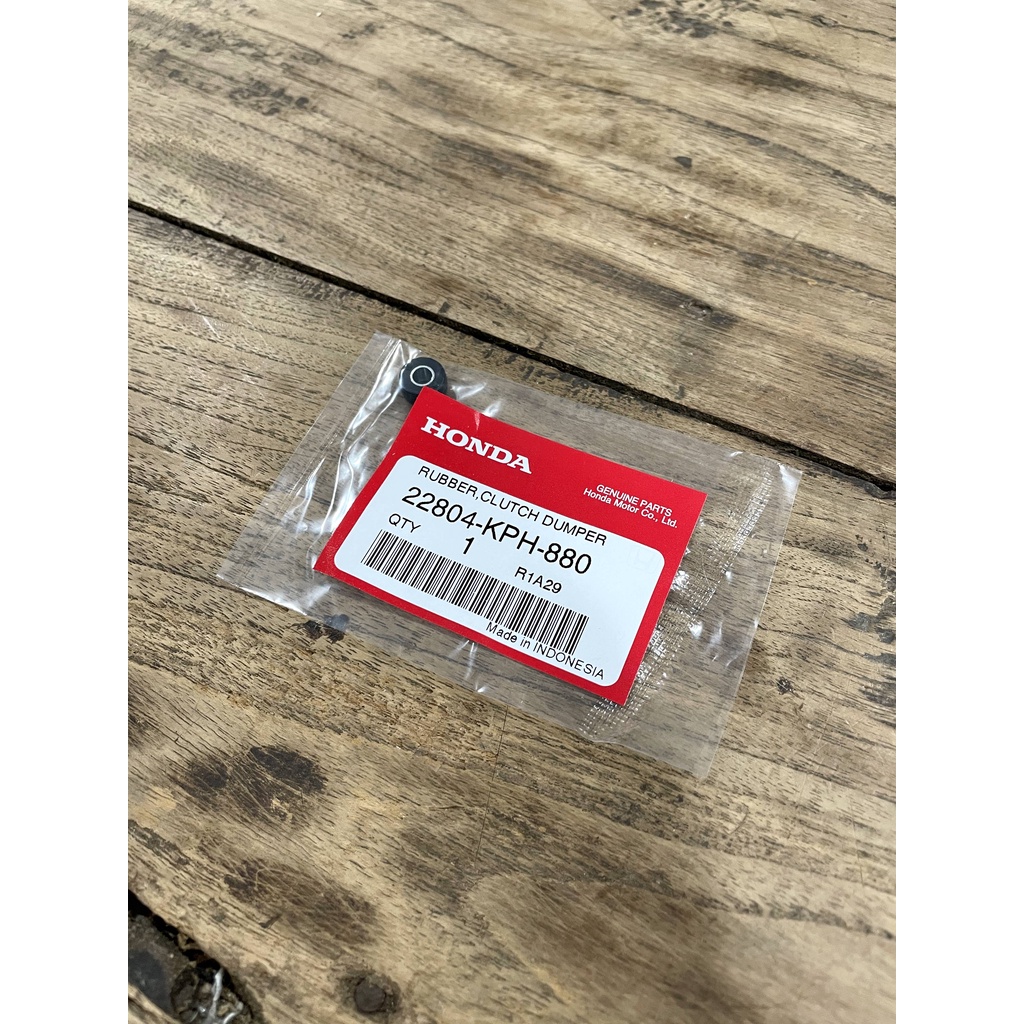 HONDA
GENUINE PARTS
Honda Motor Co., Ltd.
RUBBER,CLUTCH DUMPER
22804-KPH-880
QTY 1
R1A29
Made in INDONESIA